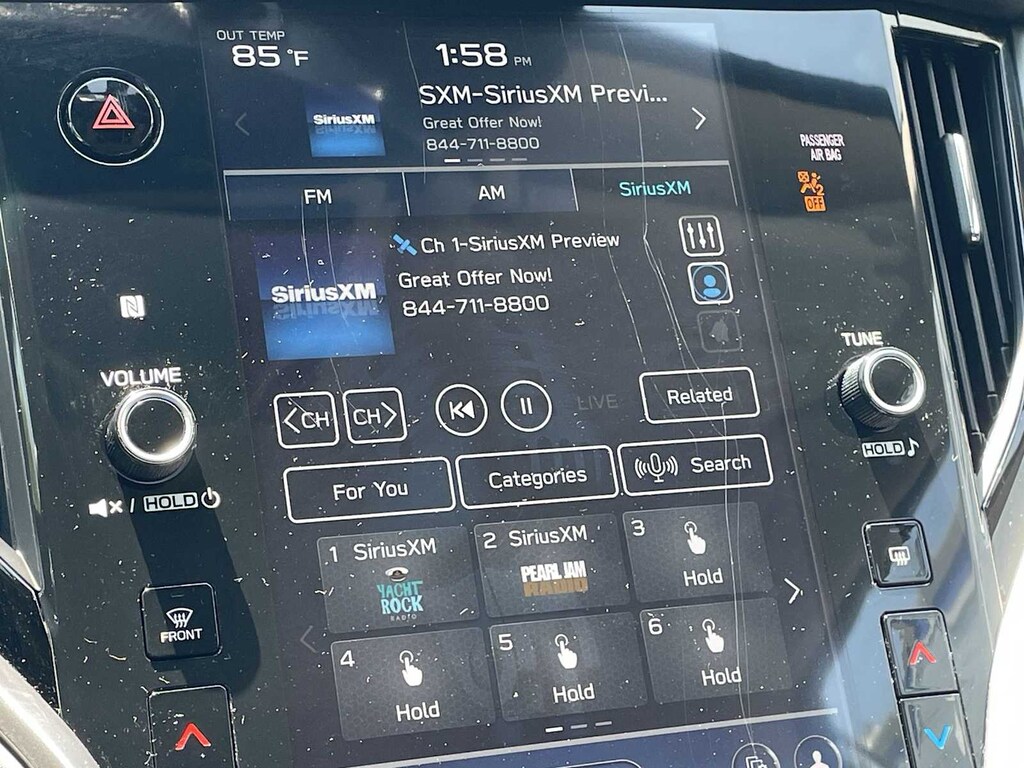 OUT TEMP
85 °F
1:58 PM
SXM-SiriusXM Previ...
SiriusXM
Great Offer Now!
844-711-8800
PASSENGER
AIR BAG
OFF
FM
AM
SiriusXM
Ch 1-SiriusXM Preview
SiriusXM
Great Offer Now!
844-711-8800
N
VOLUME
TUNE
<CH
CH>
LIVE
Related
HOLD
/ HOLD
For You
Categories
Search
1 SiriusXM
YACHT
ROCK
RADIO
2 SiriusXM
PEARL JAM
RADIO
3
Hold
FRONT
4
Hold
5
Hold
6
Hold